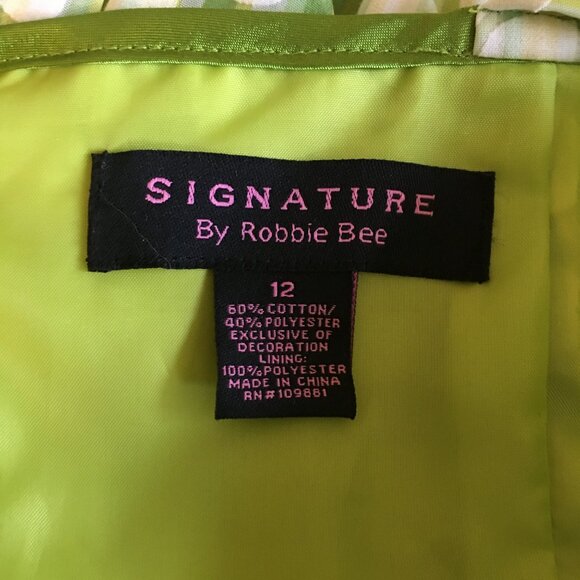 SIGNATURE
By Robbie Bee
12
60% COTTON/
40% POLYESTER
EXCLUSIVE OF
DECORATION
LINING:
100% POLYESTER
MADE IN CHINA
RN#109881